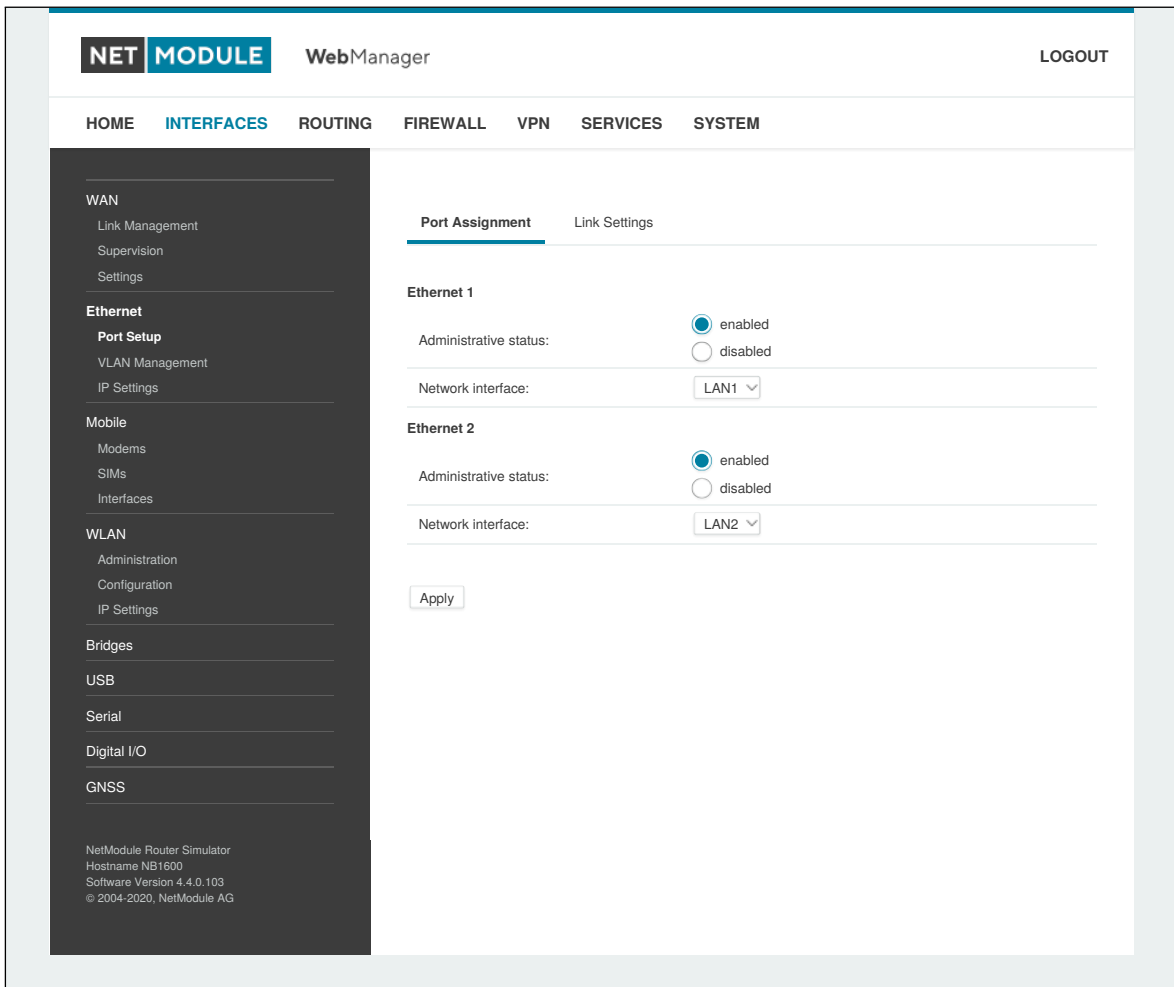 NET MODULE WebManager LOGOUT
HOME INTERFACES ROUTING FIREWALL VPN SERVICES SYSTEM
WAN
Link Management
Supervision
Settings
Ethernet
Port Setup
VLAN Management
IP Settings
Mobile
Modems
SIMs
Interfaces
WLAN
Administration
Configuration
IP Settings
Bridges
USB
Serial
Digital I/O
GNSS
NetModule Router Simulator
Hostname NB1600
Software Version 4.4.0.103
© 2004-2020, NetModule AG
Port Assignment Link Settings
Ethernet 1
Administrative status:
enabled
disabled
Network interface: LAN1
Ethernet 2
Administrative status:
enabled
disabled
Network interface: LAN2
Apply